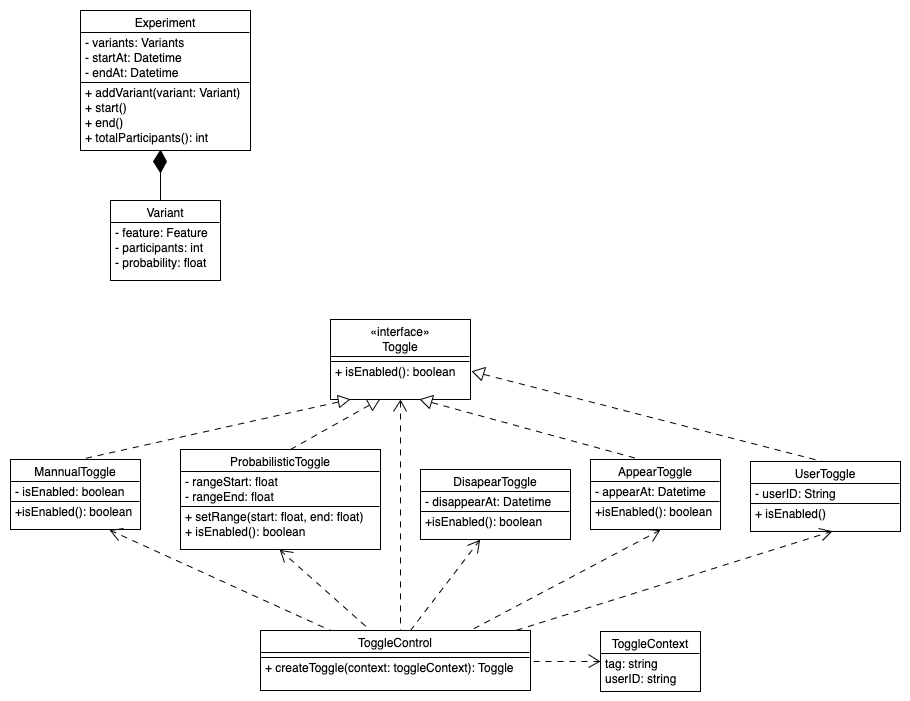 Experiment
- variants: Variants
- startAt: Datetime
- endAt: Datetime
+ addVariant(variant: Variant)
+ start()
+ end()
+ totalParticipants(): int
Variant
- feature: Feature
- participants: int
- probability: float
«interface»
Toggle
+ isEnabled(): boolean
MannualToggle
- isEnabled: boolean
+isEnabled(): boolean
ProbabilisticToggle
- rangeStart: float
- rangeEnd: float
+ setRange(start: float, end: float)
+ isEnabled(): boolean
DisapearToggle
- disappearAt: Datetime
+isEnabled(): boolean
AppearToggle
- appearAt: Datetime
+isEnabled(): boolean
UserToggle
- userID: String
+ isEnabled()
ToggleControl
+ createToggle(context: toggleContext): Toggle
ToggleContext
tag: string
userID: string